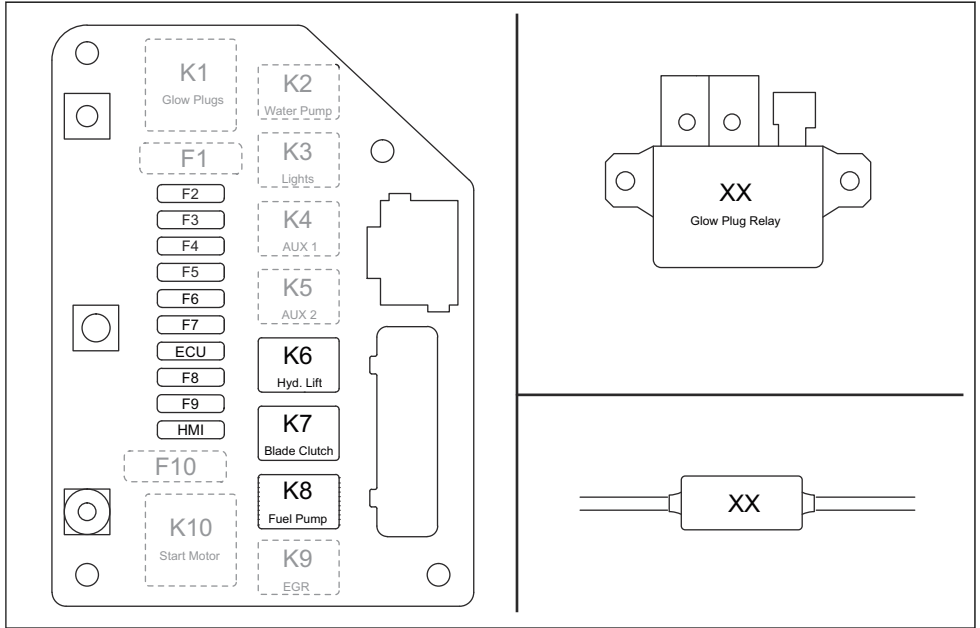 K1
Glow Plugs
K2
Water Pump
F1
K3
Lights
F2
F3
F4
F5
F6
F7
ECU
F8
F9
HMI
K4
AUX 1
K5
AUX 2
K6
Hyd. Lift
K7
Blade Clutch
F10
K8
Fuel Pump
K10
Start Motor
K9
EGR
XX
Glow Plug Relay
XX